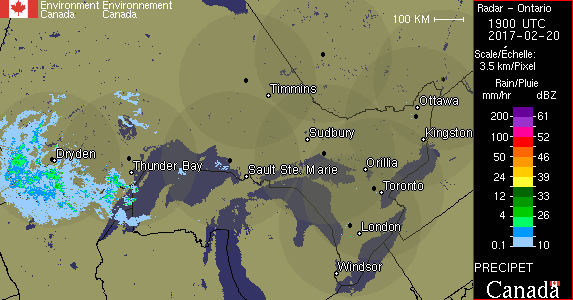 Environment Environnement
Canada Canada
100 KM
Timmins
Ottawa
Sudbury
Kingston
Dryden
Thunder Bay
Sault Ste. Marie
Orillia
Toronto
London
Windsor
Radar - Ontario
1900 UTC
2017-02-20
Scale/Échelle:
3.5 km/Pixel
Rain/Pluie
mm/hr dBZ
200 61
100 52
50 46
24 39
12 33
4 26
0.1 10
PRECIPET
Canada